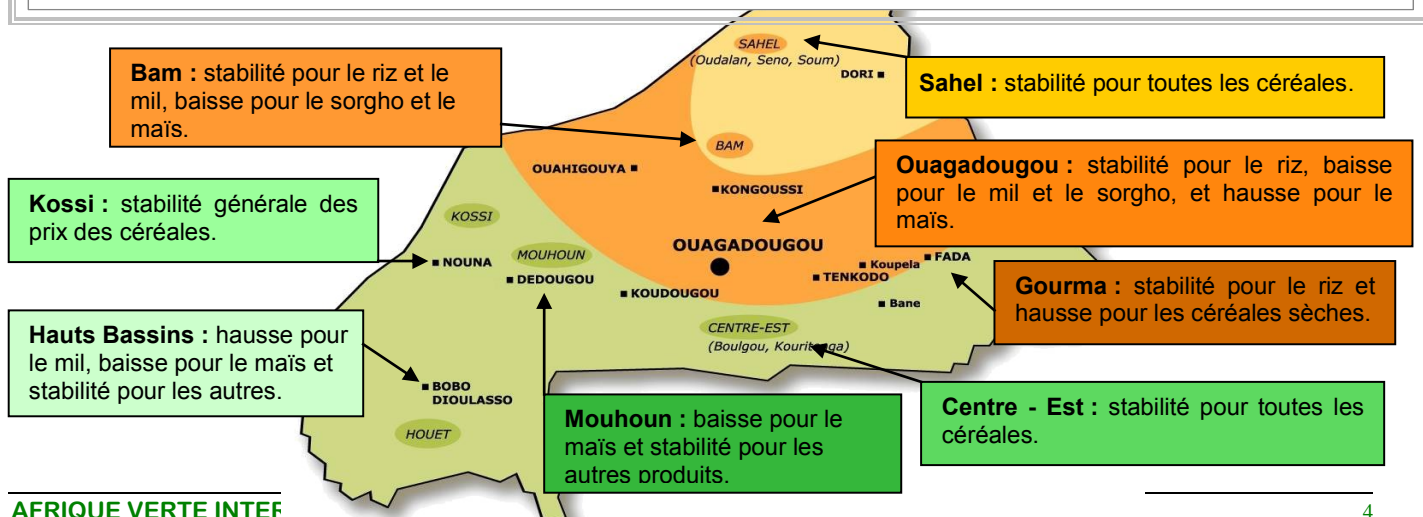 SAHEL
(Oudalan, Seno, Soum)
DORI
Bam : stabilité pour le riz et le
mil, baisse pour le sorgho et le
maïs.
Sahel : stabilité pour toutes les céréales.
BAM
OUAHIGOUYA
KONGOUSSI
Ouagadougou : stabilité pour le riz, baisse
pour le mil et le sorgho, et hausse pour le
maïs.
Kossi : stabilité générale des
prix des céréales.
KOSSI
MOUHOUN
NOUNA
DEDOUGOU
KOUDOUGOU
OUAGADOUGOU
Koupela
FADA
TENKODO
Bane
Gourma : stabilité pour le riz et
hausse pour les céréales sèches.
Hauts Bassins : hausse pour
le mil, baisse pour le maïs et
stabilité pour les autres.
CENTRE-EST
(Boulgou, Kouritenga)
BOBO
DIOULASSO
HOUET
Mouhoun : baisse pour le
maïs et stabilité pour les
autres produits.
Centre - Est : stabilité pour toutes les
céréales.
AFRIQUE VERTE
4